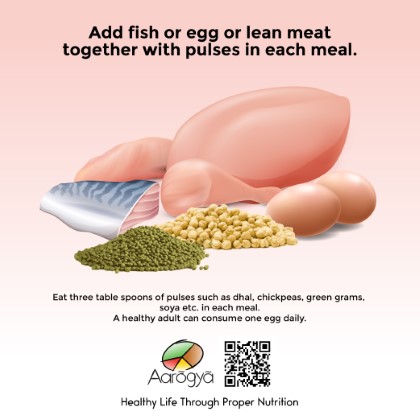 Add fish or egg or lean meat
together with pulses in each meal.
Eat three table spoons of pulses such as dhal, chickpeas, green grams,
soya etc. in each meal.
A healthy adult can consume one egg daily.
Aarōgyā
Healthy Life Through Proper Nutrition